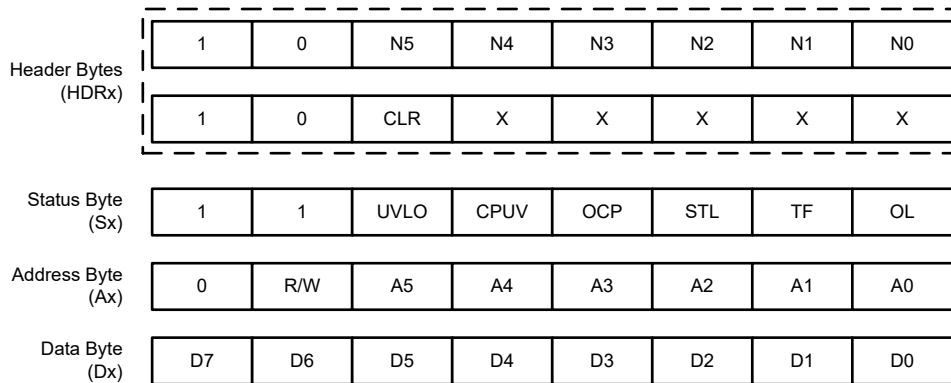 Header Bytes
(HDRx)
1 0 N5 N4 N3 N2 N1 N0
1 0 CLR X X X X X
Status Byte
(Sx)
1 1 UVLO CPUV OCP STL TF OL
Address Byte
(Ax)
0 R/W A5 A4 A3 A2 A1 A0
Data Byte
(Dx)
D7 D6 D5 D4 D3 D2 D1 D0